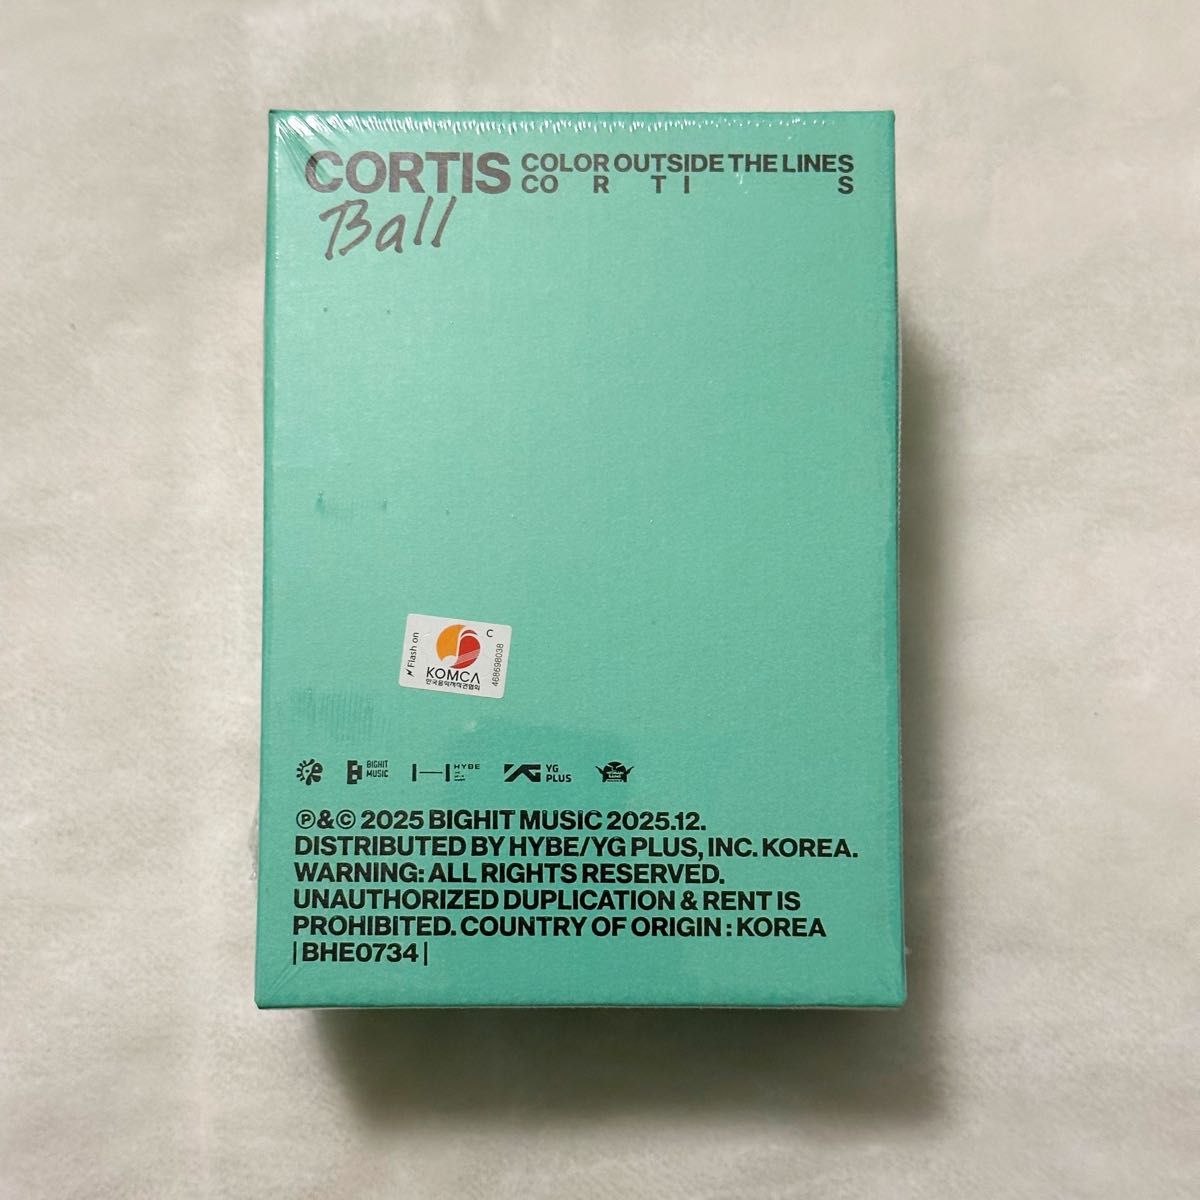 CORTIS COLOR OUTSIDE THE LINES
CO R T I S
Ball
Flash on
C
KOMCA
한국음악저작권협회
468698038
BIGHIT
MUSIC
HYBE
YG
PLUS
Ⓟ&© 2025 BIGHIT MUSIC 2025.12.
DISTRIBUTED BY HYBE/YG PLUS, INC. KOREA.
WARNING: ALL RIGHTS RESERVED.
UNAUTHORIZED DUPLICATION & RENT IS
PROHIBITED. COUNTRY OF ORIGIN : KOREA
| BHE0734 |